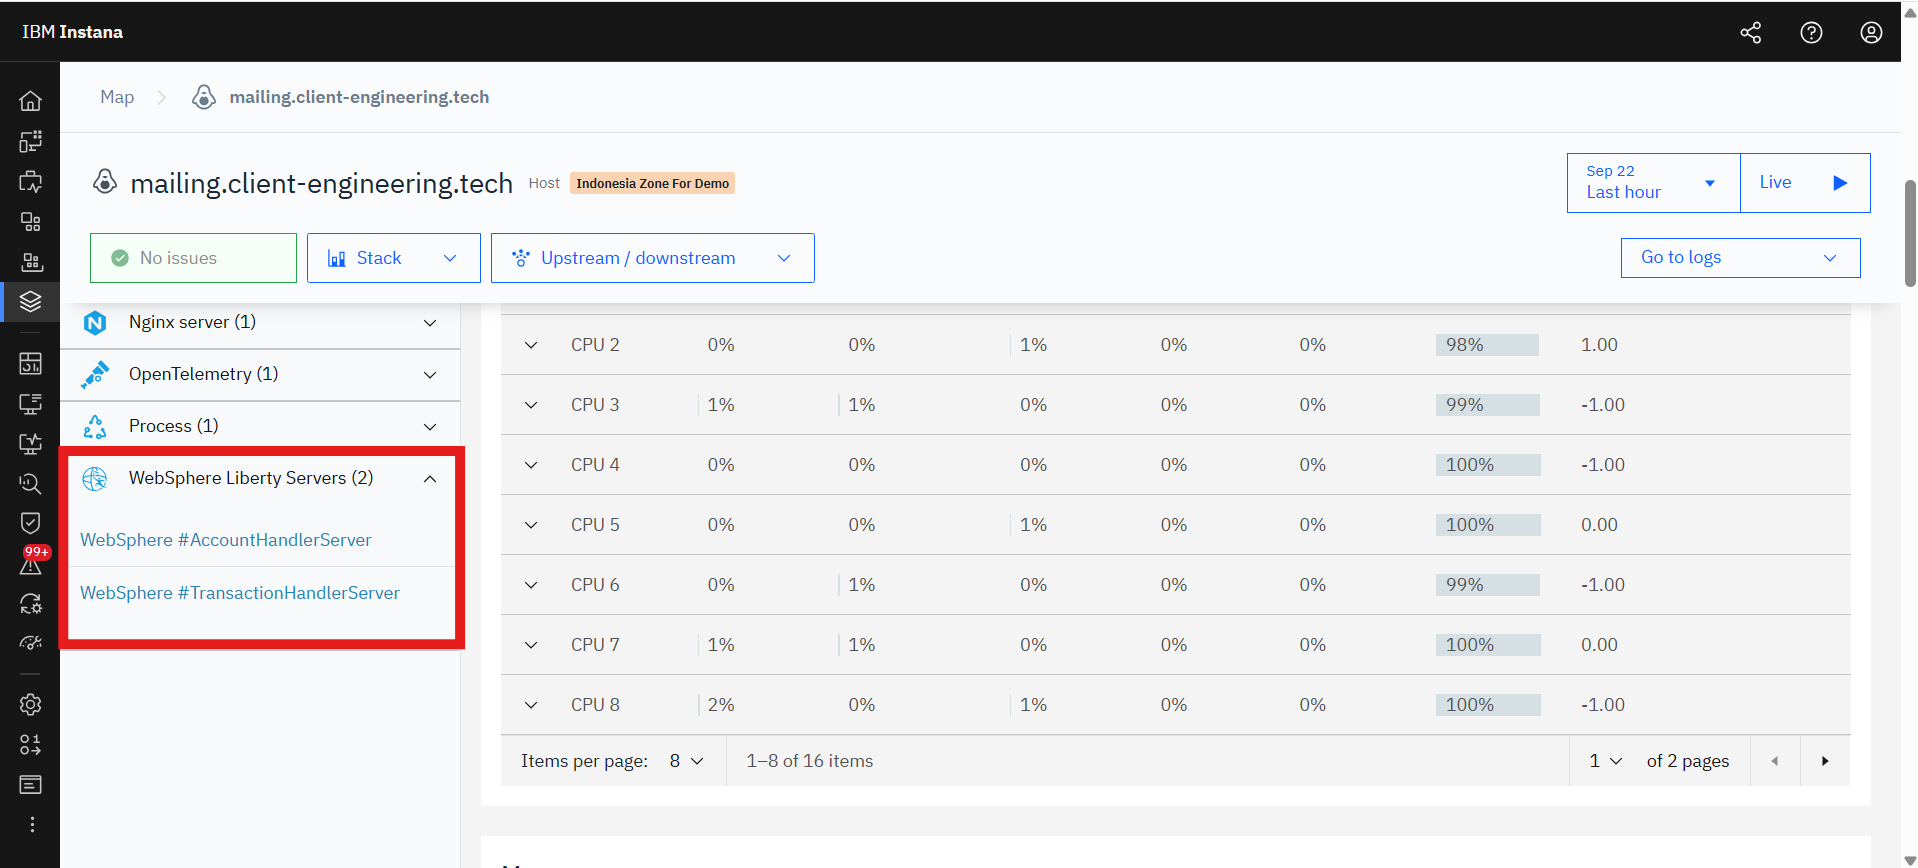 IBM Instana
Map
mailing.client-engineering.tech
mailing.client-engineering.tech Host Indonesia Zone For Demo
Sep 22
Last hour
Live
No issues
Stack
Upstream / downstream
Go to logs
Nginx server (1)
OpenTelemetry (1)
Process (1)
WebSphere Liberty Servers (2)
WebSphere #AccountHandlerServer
WebSphere #TransactionHandlerServer
99+
CPU 2 0% 0% 1% 0% 0% 98% 1.00
CPU 3 1% 1% 0% 0% 0% 99% -1.00
CPU 4 0% 0% 0% 0% 0% 100% -1.00
CPU 5 0% 0% 1% 0% 0% 100% 0.00
CPU 6 0% 1% 0% 0% 0% 99% -1.00
CPU 7 1% 1% 0% 0% 0% 100% 0.00
CPU 8 2% 0% 1% 0% 0% 100% -1.00
Items per page: 8 1–8 of 16 items 1 of 2 pages